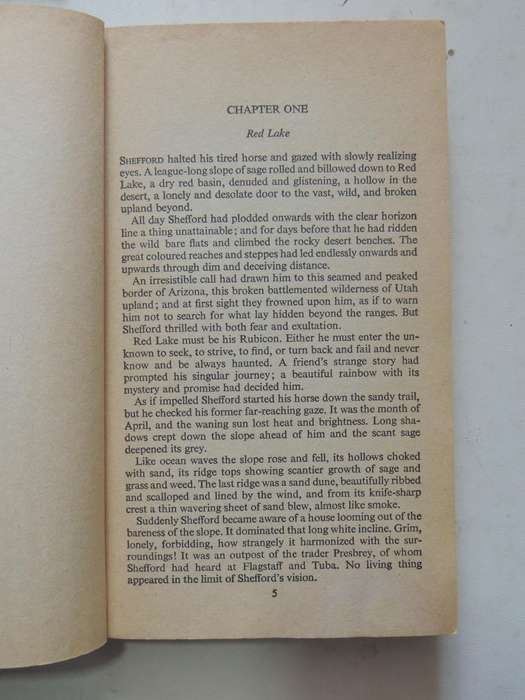 CHAPTER ONE
Red Lake
SHEFFORD halted his tired horse and gazed with slowly realizing
eyes. A league-long slope of sage rolled and billowed down to Red
Lake, a dry red basin, denuded and glistening, a hollow in the
desert, a lonely and desolate door to the vast, wild, and broken
upland beyond.
All day Shefford had plodded onwards with the clear horizon
line a thing unattainable; and for days before that he had ridden
the wild bare flats and climbed the rocky desert benches. The
great coloured reaches and steppes had led endlessly onwards and
upwards through dim and deceiving distance.
An irresistible call had drawn him to this seamed and peaked
border of Arizona, this broken battlemented wilderness of Utah
upland; and at first sight they frowned upon him, as if to warn
him not to search for what lay hidden beyond the ranges. But
Shefford thrilled with both fear and exultation.
Red Lake must be his Rubicon. Either he must enter the un-
known to seek, to strive, to find, or turn back and fail and never
know and be always haunted. A friend's strange story had
prompted his singular journey; a beautiful rainbow with its
mystery and promise had decided him.
As if impelled Shefford started his horse down the sandy trail,
but he checked his former far-reaching gaze. It was the month of
April, and the waning sun lost heat and brightness. Long sha-
dows crept down the slope ahead of him and the scant sage
deepened its grey.
Like ocean waves the slope rose and fell, its hollows choked
with sand, its ridge tops showing scantier growth of sage and
grass and weed. The last ridge was a sand dune, beautifully ribbed
and scalloped and lined by the wind, and from its knife-sharp
crest a thin wavering sheet of sand blew, almost like smoke.
Suddenly Shefford became aware of a house looming out of the
bareness of the slope. It dominated that long white incline. Grim,
lonely, forbidding, how strangely it harmonized with the sur-
roundings! It was an outpost of the trader Presbrey, of whom
Shefford had heard at Flagstaff and Tuba. No living thing
appeared in the limit of Shefford's vision.
5